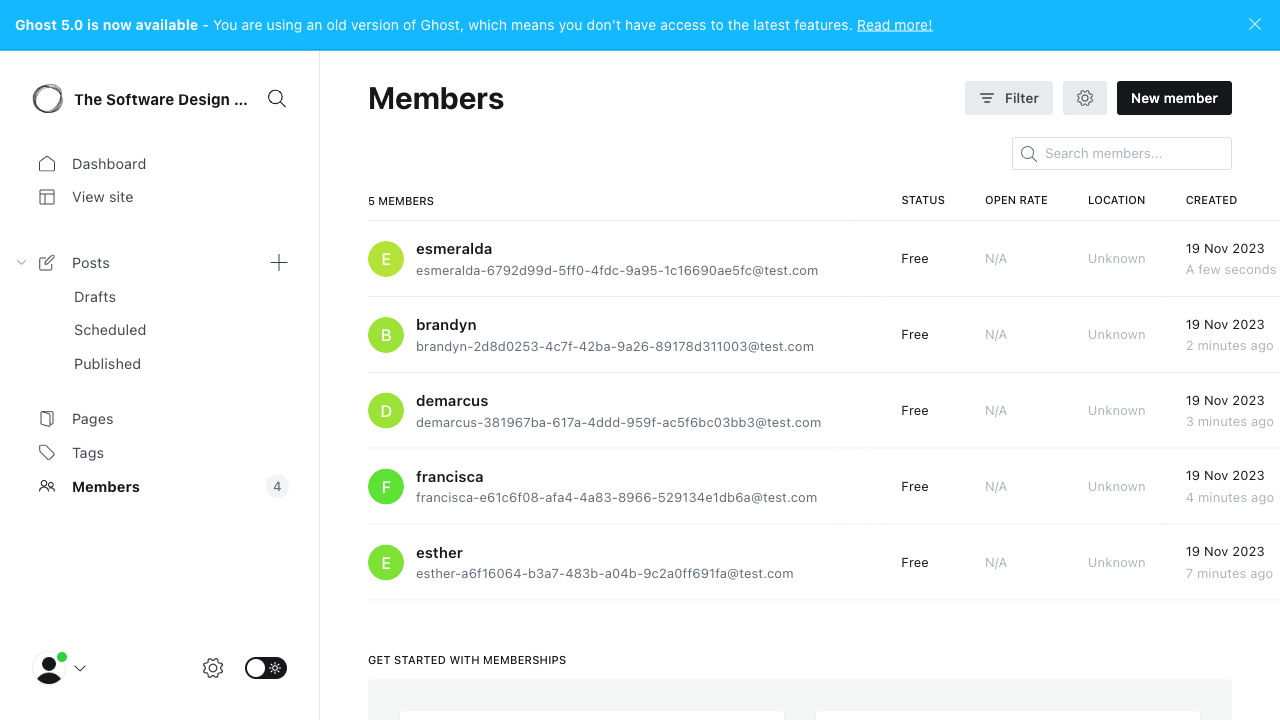 Ghost 5.0 is now available - You are using an old version of Ghost, which means you don't have access to the latest features. Read more!
The Software Design ...
Dashboard
View site
Posts
Drafts
Scheduled
Published
Pages
Tags
Members
4
Members
Filter
New member
Search members...
5 MEMBERS STATUS OPEN RATE LOCATION CREATED
E esmeralda
esmeralda-6792d99d-5ff0-4fdc-9a95-1c16690ae5fc@test.com
Free N/A Unknown
19 Nov 2023
A few seconds
B brandyn
brandyn-2d8d0253-4c7f-42ba-9a26-89178d311003@test.com
Free N/A Unknown
19 Nov 2023
2 minutes ago
D demarcus
demarcus-381967ba-617a-4ddd-959f-ac5f6bc03bb3@test.com
Free N/A Unknown
19 Nov 2023
3 minutes ago
F francisca
francisca-e61c6f08-afa4-4a83-8966-529134e1db6a@test.com
Free N/A Unknown
19 Nov 2023
4 minutes ago
E esther
esther-a6f16064-b3a7-483b-a04b-9c2a0ff691fa@test.com
Free N/A Unknown
19 Nov 2023
7 minutes ago
GET STARTED WITH MEMBERSHIPS